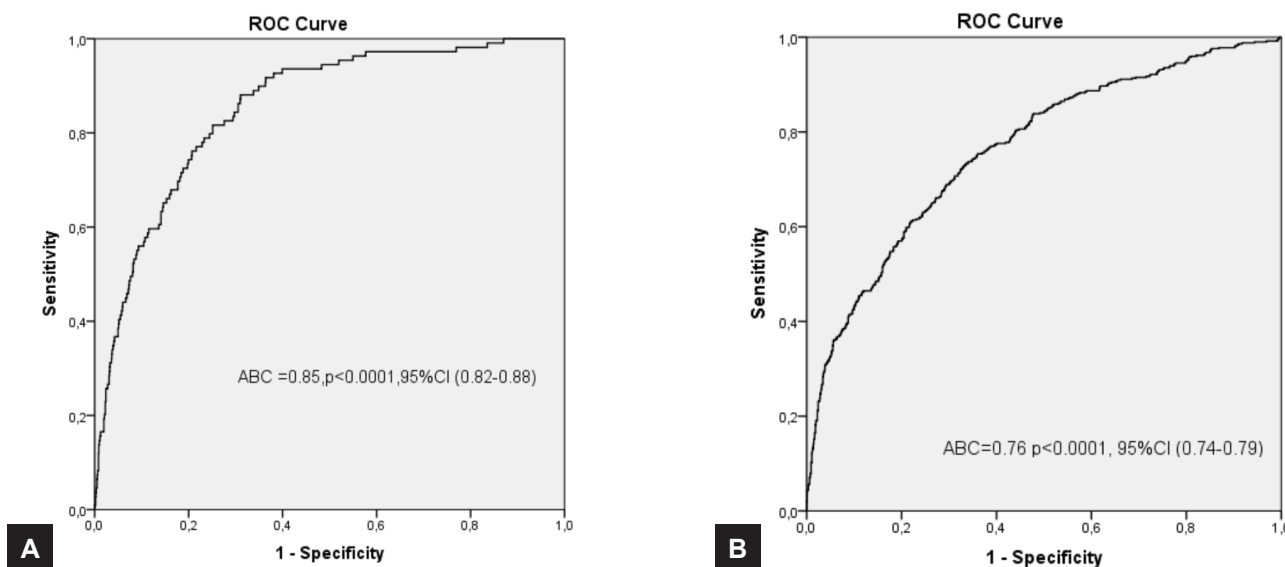 ROC Curve
1,0
0,8
0,6
0,4
0,2
0,0
Sensitivity
ABC =0.85,p<0.0001,95%CI (0.82-0.88)
0,0 0,2 0,4 0,6 0,8 1,0
1 - Specificity
A
ROC Curve
1,0
0,8
0,6
0,4
0,2
0,0
Sensitivity
ABC=0.76 p<0.0001, 95%CI (0.74-0.79)
0,0 0,2 0,4 0,6 0,8 1,0
1 - Specificity
B